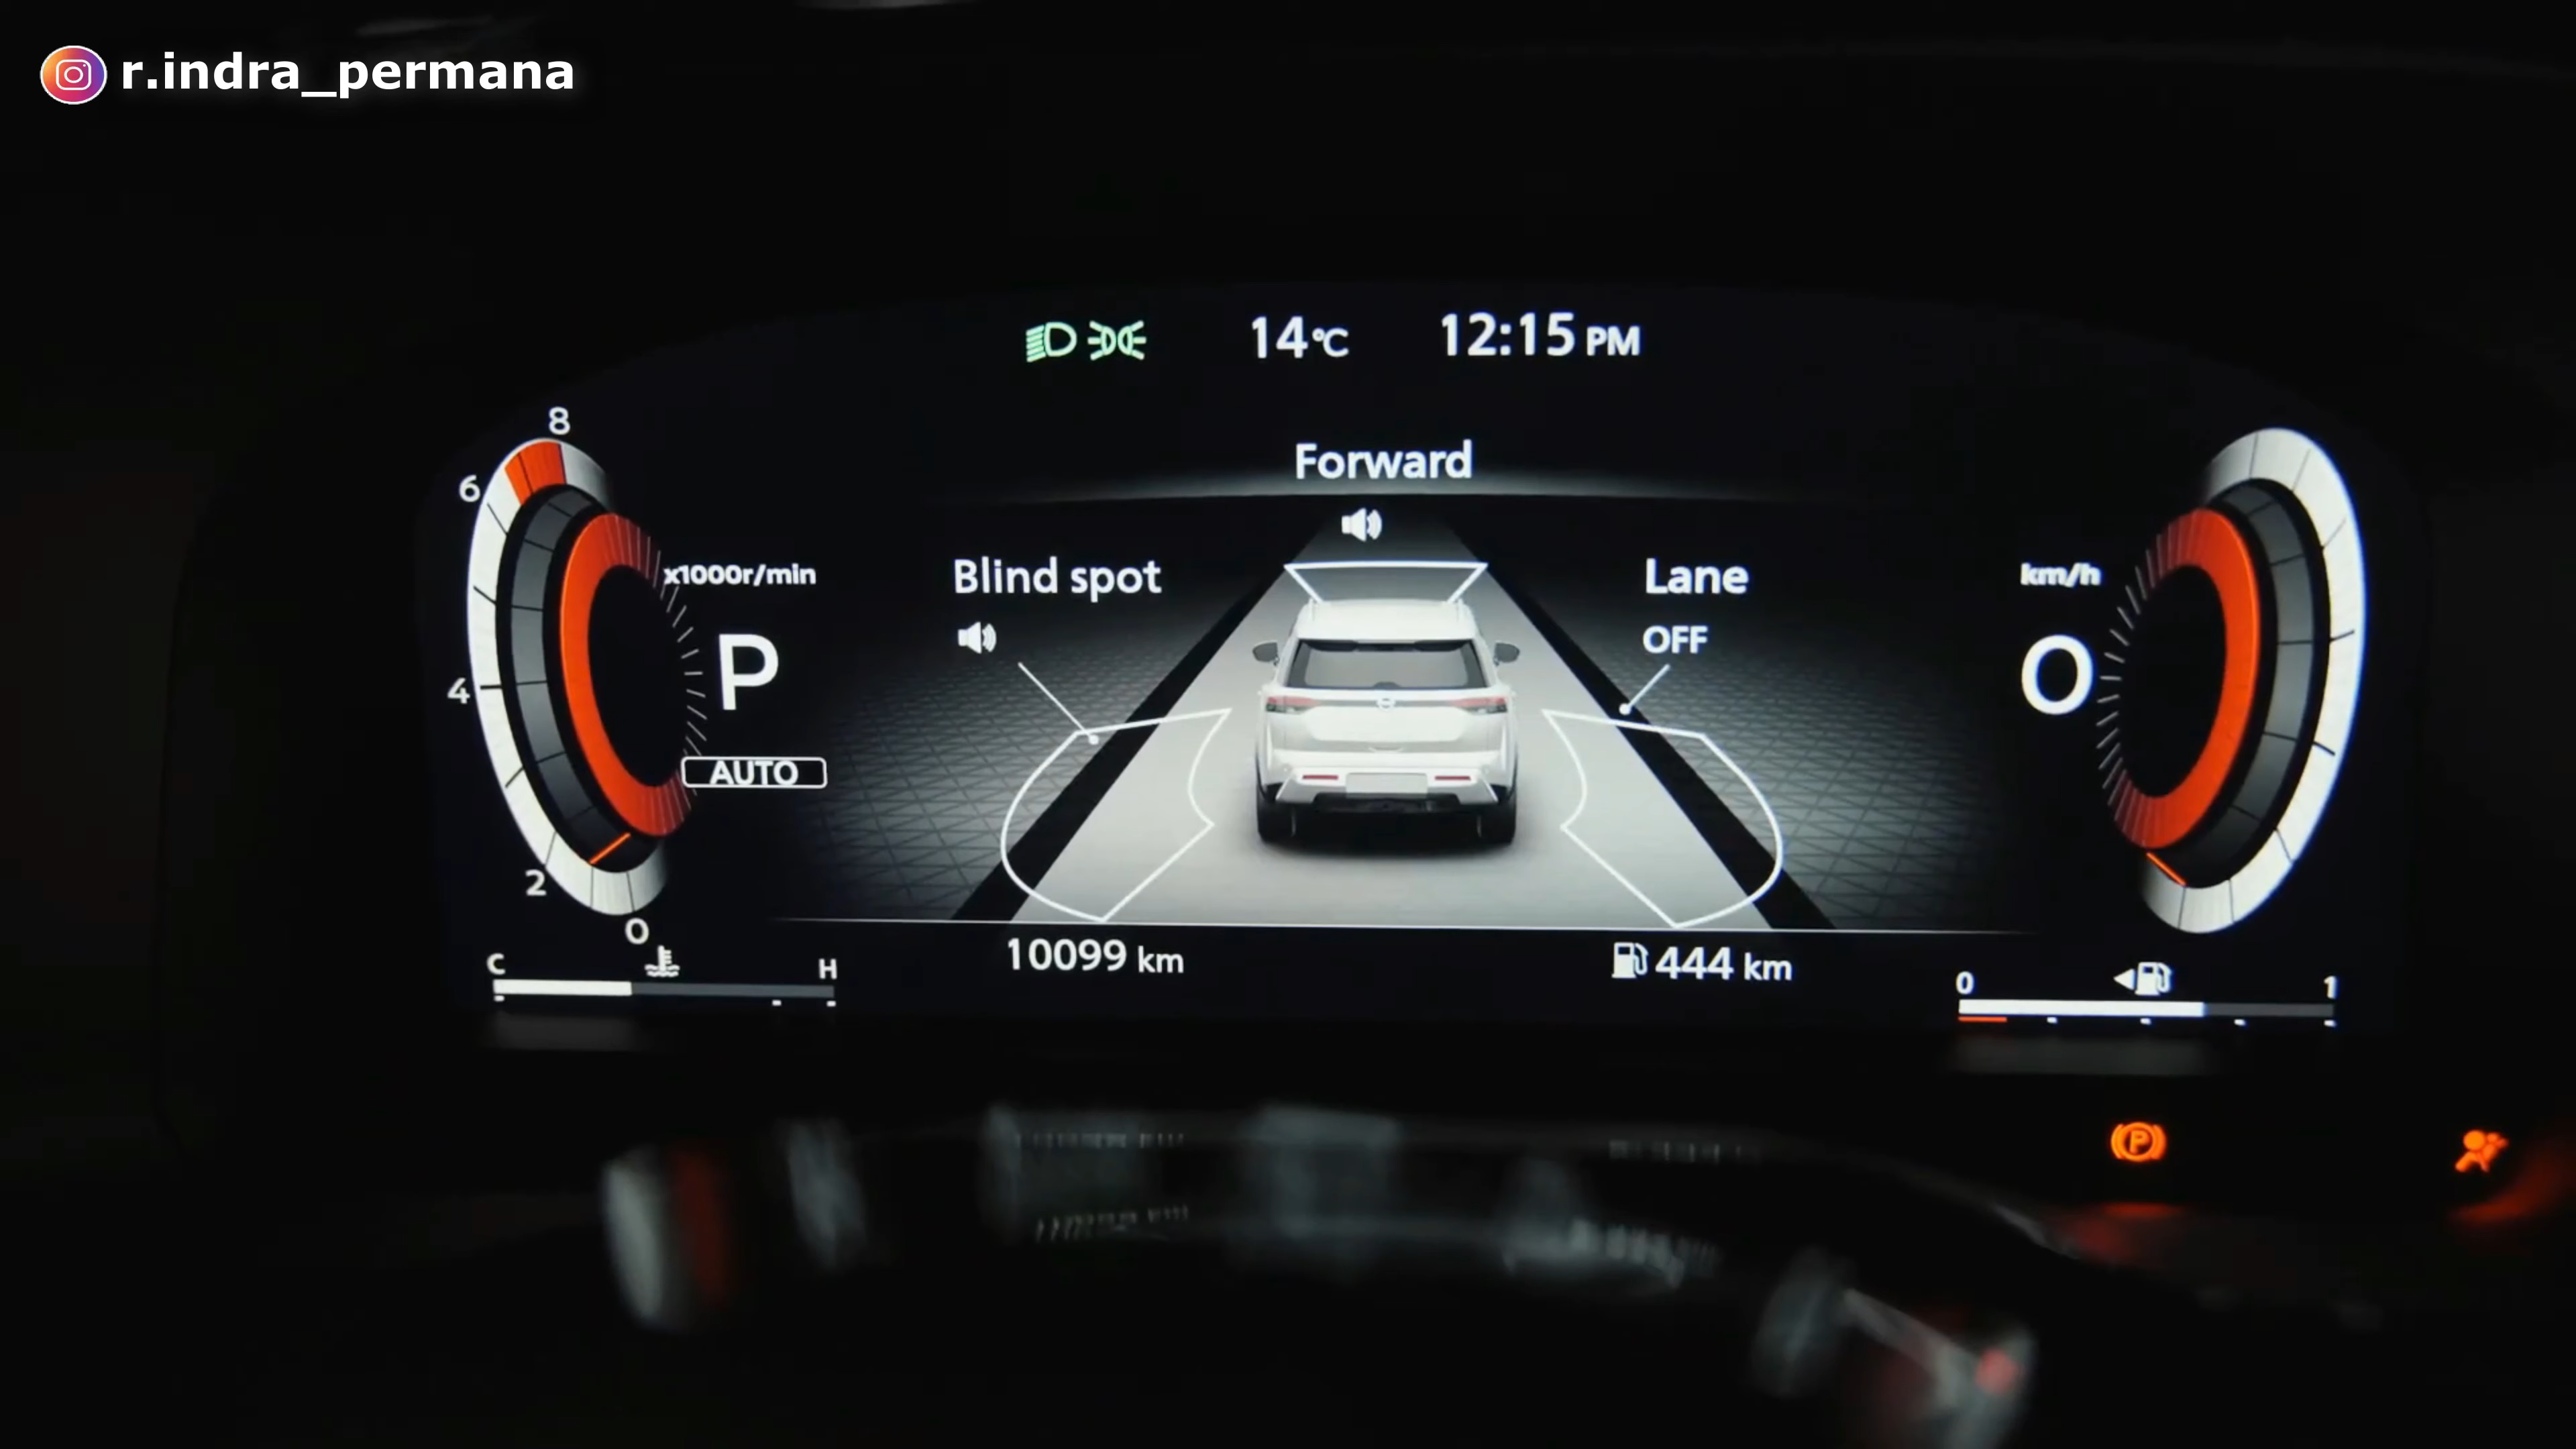 r.indra_permana
14°C 12:15 PM
8
Forward
6
x1000r/min
Blind spot
Lane
km/h
OFF
P
0
4
AUTO
2
0
C H
10099 km
444 km
0 1
P